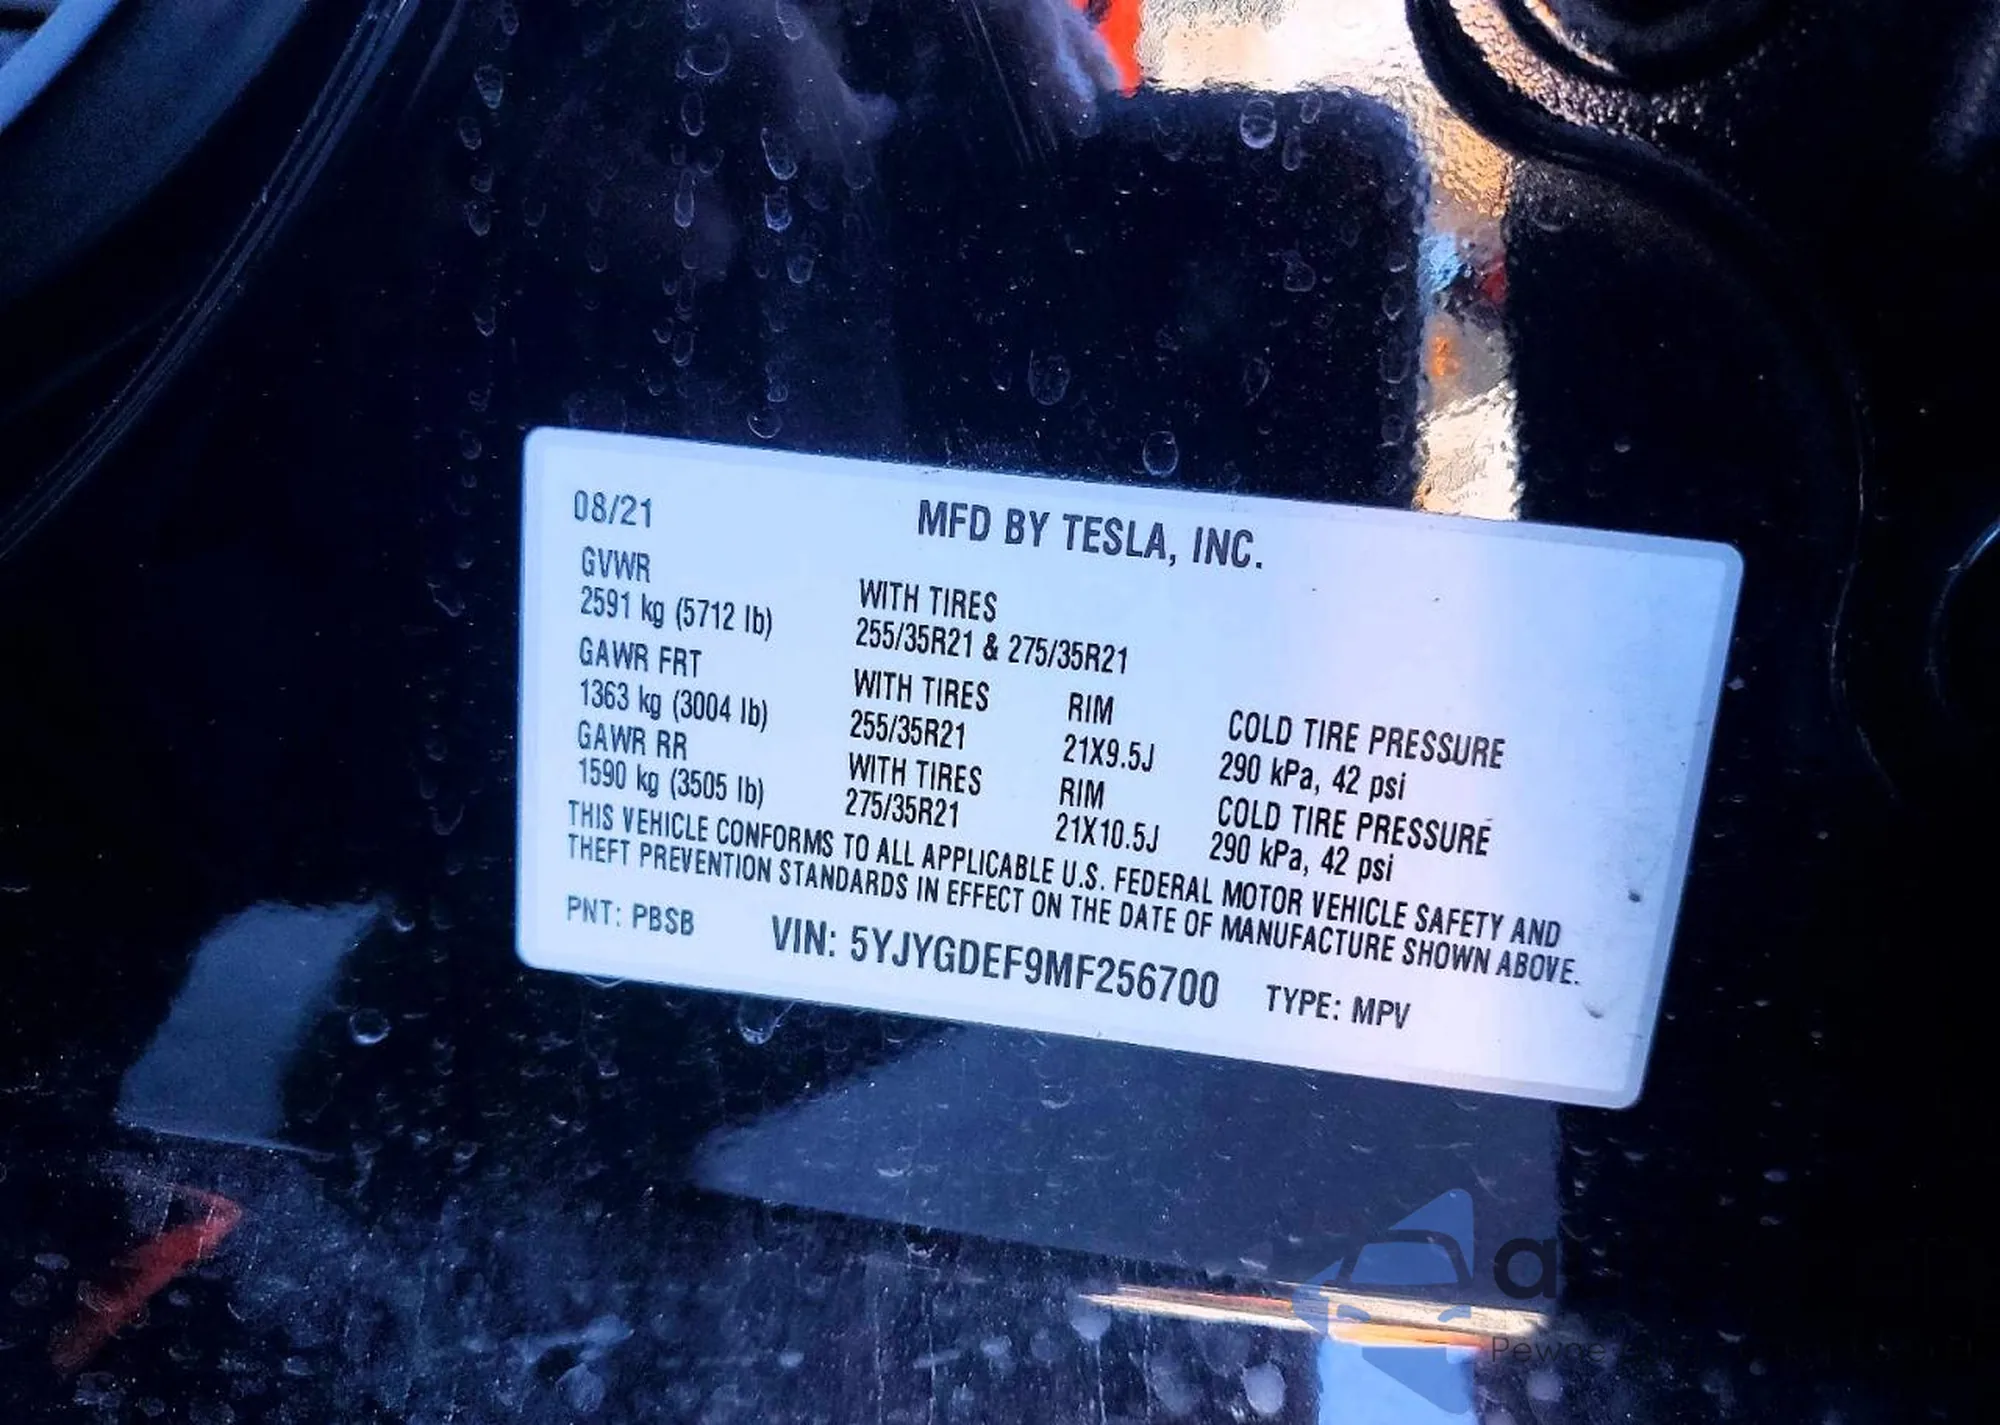 08/21
MFD BY TESLA, INC.
GVWR
2591 kg (5712 lb)
WITH TIRES
255/35R21 & 275/35R21
GAWR FRT
1363 kg (3004 lb)
WITH TIRES
255/35R21
RIM
21X9.5J
COLD TIRE PRESSURE
290 kPa, 42 psi
GAWR RR
1590 kg (3505 lb)
WITH TIRES
275/35R21
RIM
21X10.5J
COLD TIRE PRESSURE
290 kPa, 42 psi
THIS VEHICLE CONFORMS TO ALL APPLICABLE U.S. FEDERAL MOTOR VEHICLE SAFETY AND
THEFT PREVENTION STANDARDS IN EFFECT ON THE DATE OF MANUFACTURE SHOWN ABOVE.
PNT: PBSB
VIN: 5YJYGDEF9MF256700
TYPE: MPV
a
Pewne